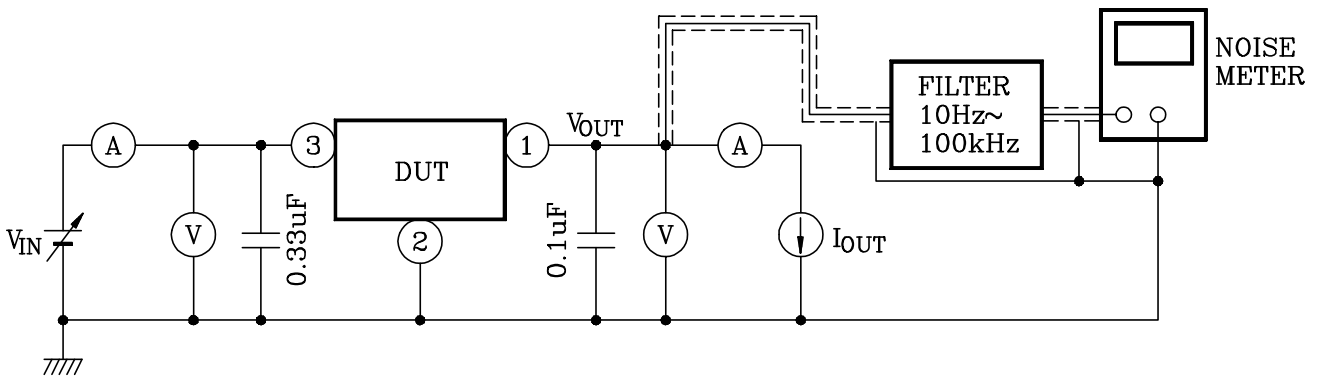 NOISE
METER
FILTER
10Hz~
100kHz
VOUT
A
3
DUT
1
A
VIN
V
0.33uF
2
0.1uF
V
IOUT